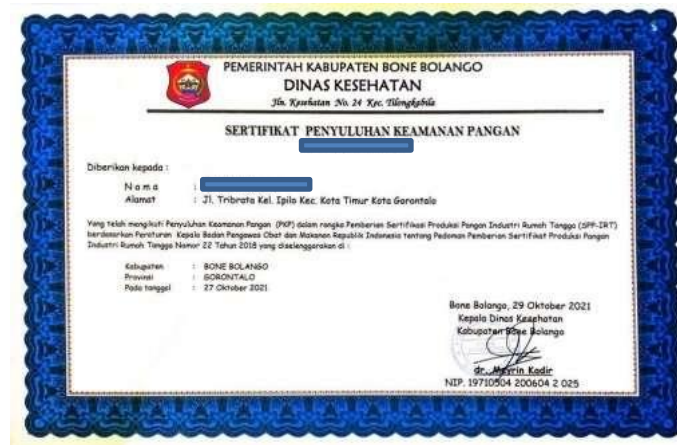 PEMERINTAH KABUPATEN BONE BOLANGO
DINAS KESEHATAN
Jln. Kesehatan No. 24 Kec. Tilongkabila
SERTIFIKAT PENYULUHAN KEAMANAN PANGAN
Diberikan kepada :
N a m a :
Alamat : Jl. Tribrata Kel. Ipilo Kec. Kota Timur Kota Gorontalo
Yang telah mengikuti Penyuluhan Keamanan Pangan (PKP) dalam rangka Pemberian Sertifikasi Produksi Pangan Industri Rumah Tangga (SPP-IRT)
berdasarkan Peraturan Kepala Badan Pengawas Obat dan Makanan Republik Indonesia tentang Pedoman Pemberian Sertifikat Produksi Pangan
Industri Rumah Tangga Nomor 22 Tahun 2018 yang diselenggarakan di :
Kabupaten : BONE BOLANGO
Provinsi : GORONTALO
Pada tanggal : 27 Oktober 2021
Bone Bolango, 29 Oktober 2021
Kepala Dinas Kesehatan
Kabupaten Bone Bolango
dr. Meyrin Kadir
NIP. 19710504 200604 2 025